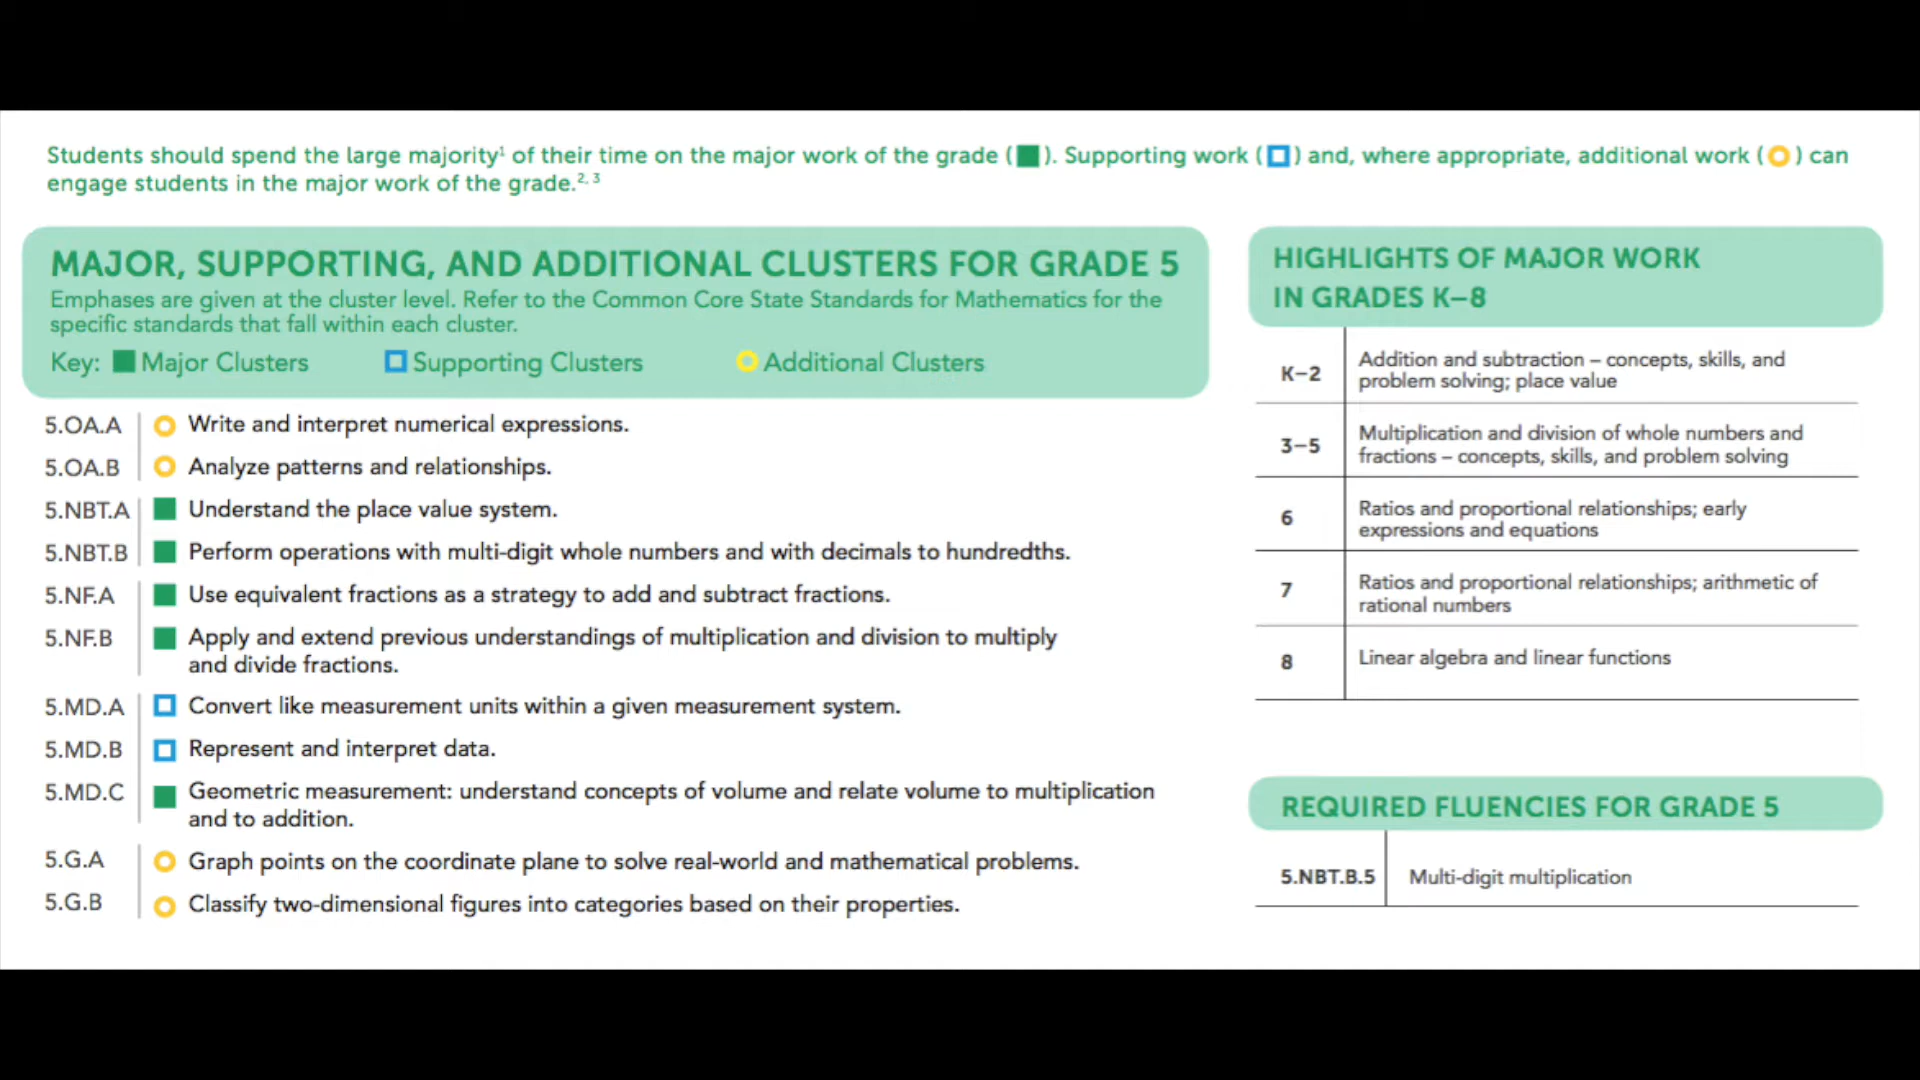 Students should spend the large majority¹ of their time on the major work of the grade (■). Supporting work (□) and, where appropriate, additional work (○) can
engage students in the major work of the grade.²,³
MAJOR, SUPPORTING, AND ADDITIONAL CLUSTERS FOR GRADE 5
Emphases are given at the cluster level. Refer to the Common Core State Standards for Mathematics for the
specific standards that fall within each cluster.
Key: ■ Major Clusters □ Supporting Clusters ○ Additional Clusters
5.OA.A ○ Write and interpret numerical expressions.
5.OA.B ○ Analyze patterns and relationships.
5.NBT.A ■ Understand the place value system.
5.NBT.B ■ Perform operations with multi-digit whole numbers and with decimals to hundredths.
5.NF.A ■ Use equivalent fractions as a strategy to add and subtract fractions.
5.NF.B ■ Apply and extend previous understandings of multiplication and division to multiply
and divide fractions.
5.MD.A □ Convert like measurement units within a given measurement system.
5.MD.B □ Represent and interpret data.
5.MD.C ■ Geometric measurement: understand concepts of volume and relate volume to multiplication
and to addition.
5.G.A ○ Graph points on the coordinate plane to solve real-world and mathematical problems.
5.G.B ○ Classify two-dimensional figures into categories based on their properties.
HIGHLIGHTS OF MAJOR WORK
IN GRADES K–8
K–2 Addition and subtraction – concepts, skills, and
problem solving; place value
3–5 Multiplication and division of whole numbers and
fractions – concepts, skills, and problem solving
6 Ratios and proportional relationships; early
expressions and equations
7 Ratios and proportional relationships; arithmetic of
rational numbers
8 Linear algebra and linear functions
REQUIRED FLUENCIES FOR GRADE 5
5.NBT.B.5 Multi-digit multiplication